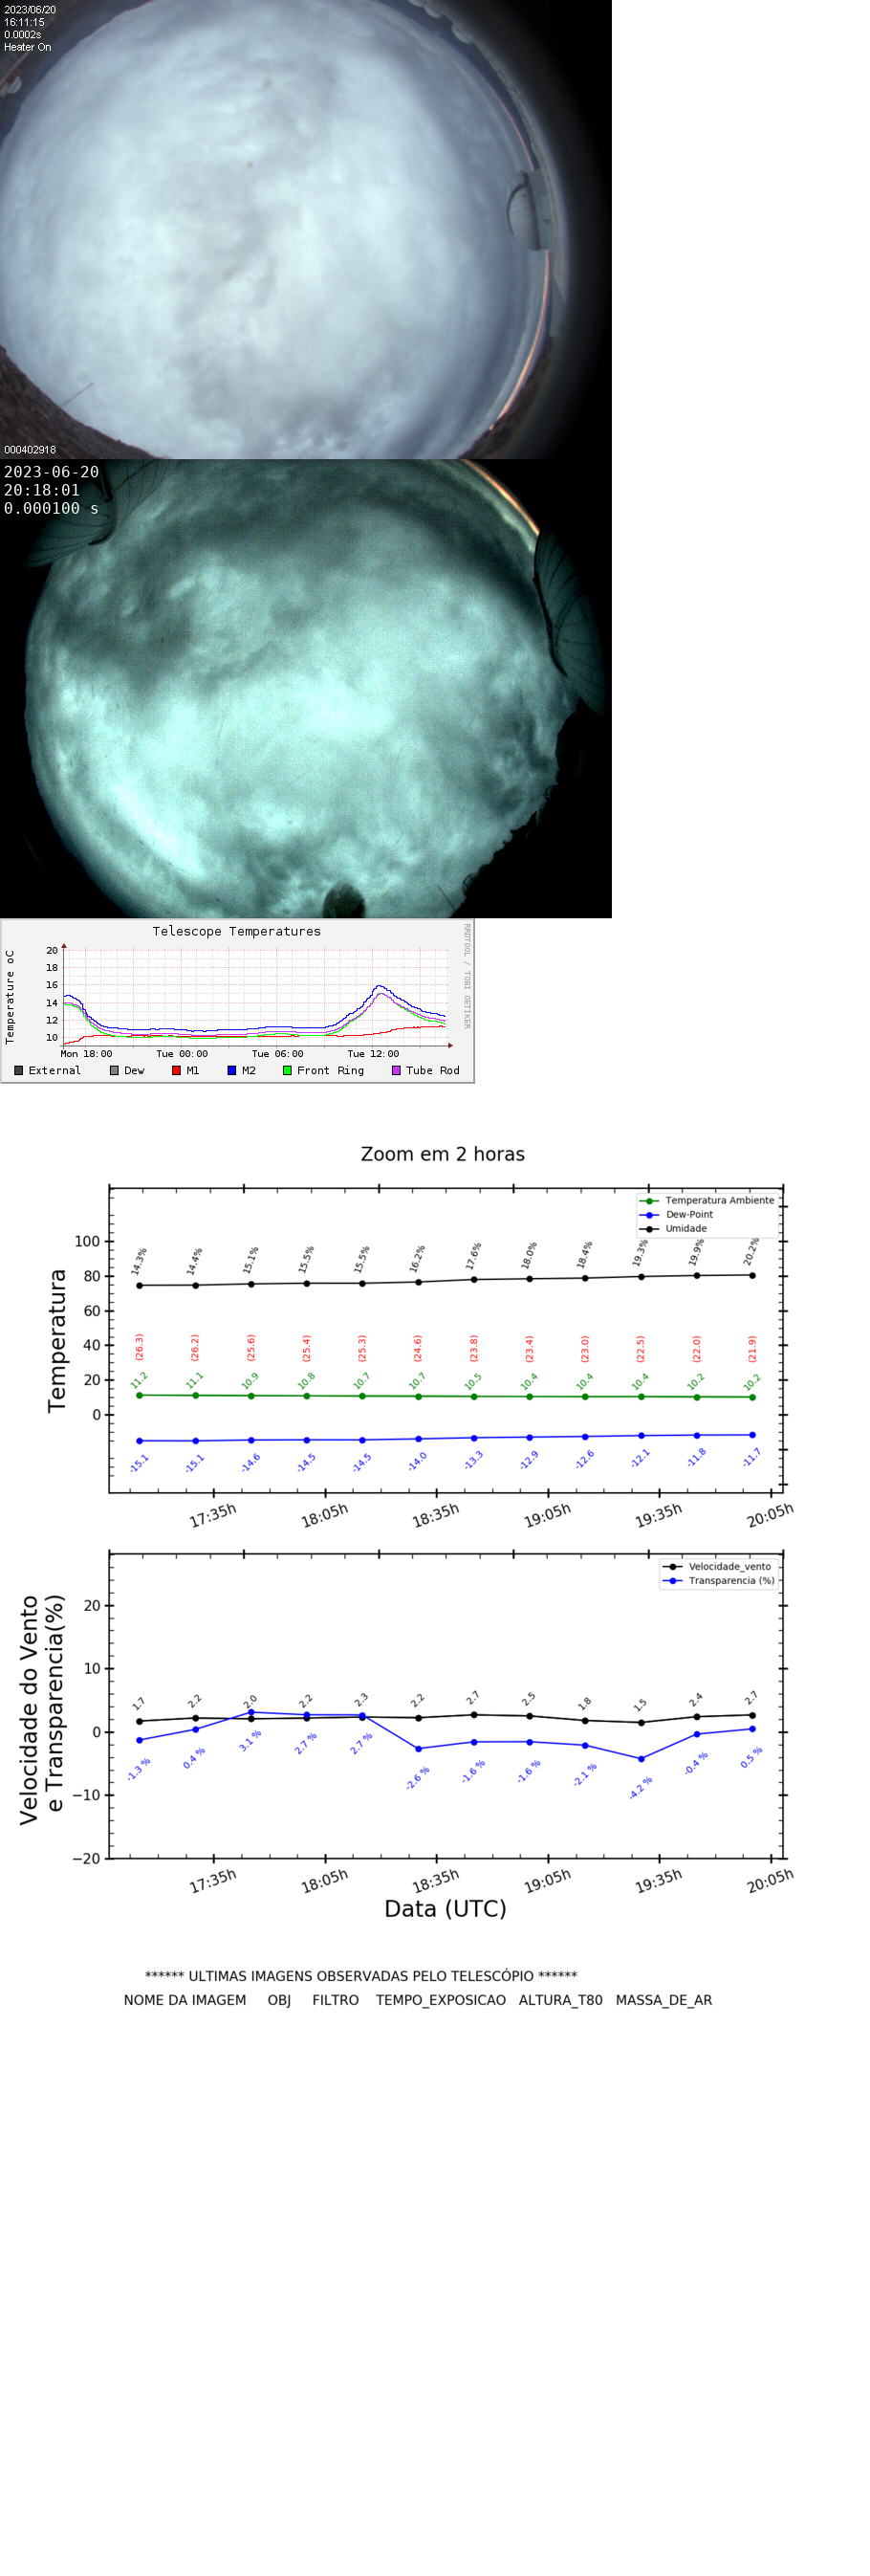 2023/06/20
16:11:15
0.0002s
Heater On
000402918
2023-06-20
20:18:01
0.000100 s
Telescope Temperatures
RRDTOOL / TOBI OETIKER
Temperature oC
20
18
16
14
12
10
Mon 18:00 Tue 00:00 Tue 06:00 Tue 12:00
External Dew M1 M2 Front Ring Tube Rod
Zoom em 2 horas
Temperatura Ambiente
Dew-Point
Umidade
Temperatura
100
80
60
40
20
0
14.3% 14.4% 15.1% 15.5% 15.5% 16.2% 17.6% 18.0% 18.4% 19.3% 19.9% 20.2%
(26.3) (26.2) (25.6) (25.4) (25.3) (24.6) (23.8) (23.4) (23.0) (22.5) (22.0) (21.9)
11.2 11.1 10.9 10.8 10.7 10.7 10.5 10.4 10.4 10.4 10.2 10.2
-15.1 -15.1 -14.6 -14.5 -14.5 -14.0 -13.3 -12.9 -12.6 -12.1 -11.8 -11.7
17:35h 18:05h 18:35h 19:05h 19:35h 20:05h
Velocidade_vento
Transparencia (%)
Velocidade do Vento
e Transparencia(%)
20
10
0
−10
−20
1.7 2.2 2.0 2.2 2.3 2.2 2.7 2.5 1.8 1.5 2.4 2.7
-1.3 % 0.4 % 3.1 % 2.7 % 2.7 % -2.6 % -1.6 % -1.6 % -2.1 % -4.2 % -0.4 % 0.5 %
17:35h 18:05h 18:35h 19:05h 19:35h 20:05h
Data (UTC)
****** ULTIMAS IMAGENS OBSERVADAS PELO TELESCÓPIO ******
NOME DA IMAGEM OBJ FILTRO TEMPO_EXPOSICAO ALTURA_T80 MASSA_DE_AR